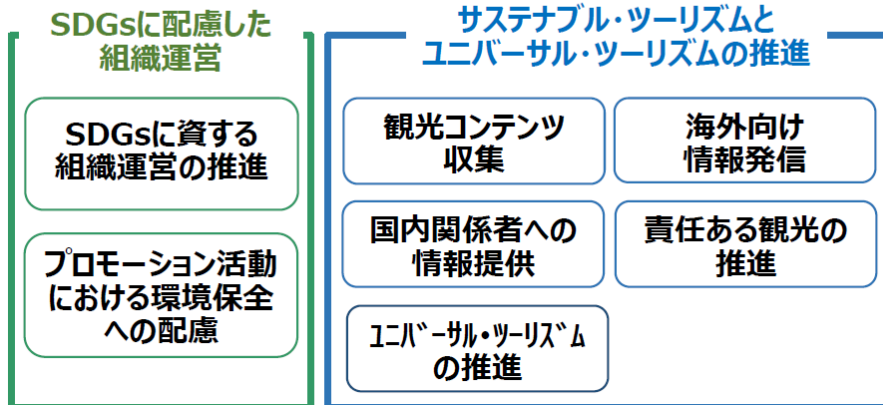 SDGsに配慮した
組織運営
SDGsに資する
組織運営の推進
プロモーション活動
における環境保全
への配慮
サステナブル・ツーリズムと
ユニバーサル・ツーリズムの推進
観光コンテンツ
収集
海外向け
情報発信
国内関係者への
情報提供
責任ある観光の
推進
ﾕﾆﾊﾞｰｻﾙ・ﾂｰﾘｽﾞﾑ
の推進